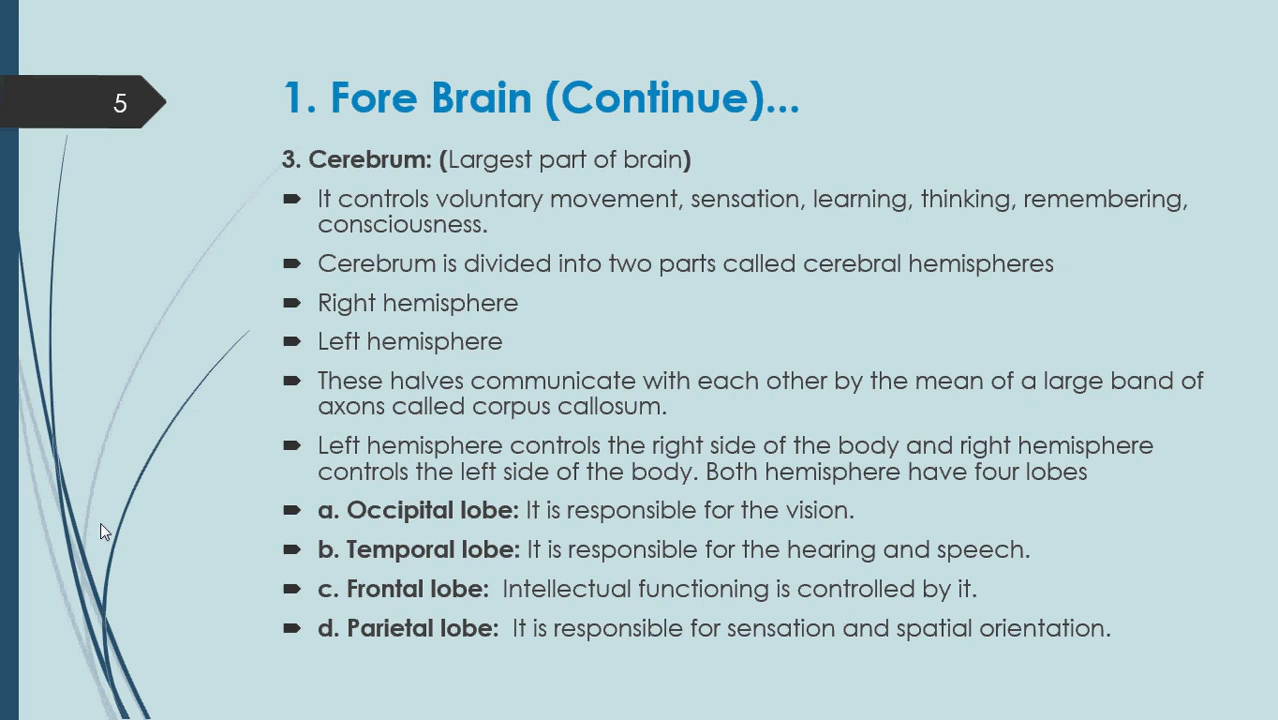 5
1. Fore Brain (Continue)...
3. Cerebrum: (Largest part of brain)
It controls voluntary movement, sensation, learning, thinking, remembering,
consciousness.
Cerebrum is divided into two parts called cerebral hemispheres
Right hemisphere
Left hemisphere
These halves communicate with each other by the mean of a large band of
axons called corpus callosum.
Left hemisphere controls the right side of the body and right hemisphere
controls the left side of the body. Both hemisphere have four lobes
a. Occipital lobe: It is responsible for the vision.
b. Temporal lobe: It is responsible for the hearing and speech.
c. Frontal lobe: Intellectual functioning is controlled by it.
d. Parietal lobe: It is responsible for sensation and spatial orientation.